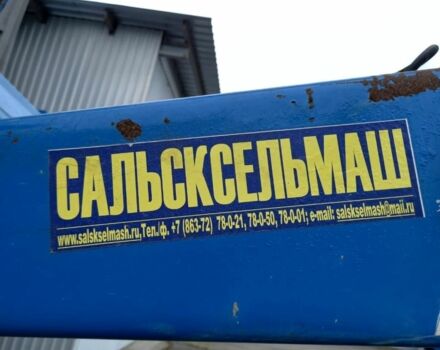 САЛЬСКСЕЛЬМАШ
www.salskselmash.ru,Тел./ф. +7 (863-72) 78-0-21, 78-0-50, 78-0-01; e-mail: salskselmash@mail.ru